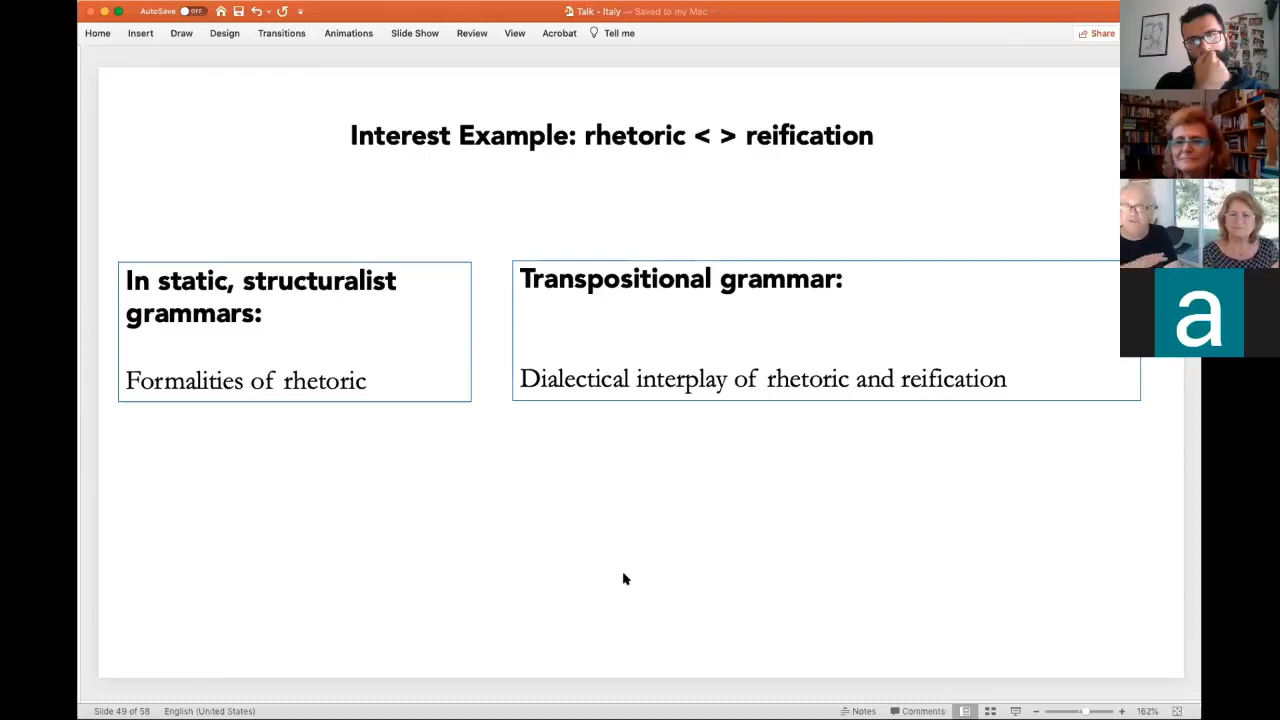 AutoSave OFF
Talk - Italy — Saved to my Mac
Home Insert Draw Design Transitions Animations Slide Show Review View Acrobat Tell me Share
Interest Example: rhetoric < > reification
In static, structuralist
grammars:
Formalities of rhetoric
Transpositional grammar:
Dialectical interplay of rhetoric and reification
a
Slide 49 of 58 English (United States) Notes Comments 162%